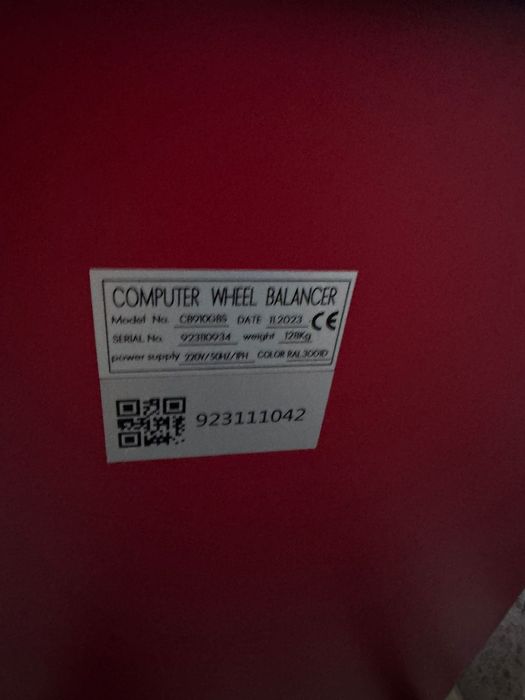 COMPUTER WHEEL BALANCER
Model No. CB910GBS DATE 11.2023 CE
SERIAL No. weight 128Kg
power supply 220V/50HZ/1PH COLOR RAL3001D
923111042